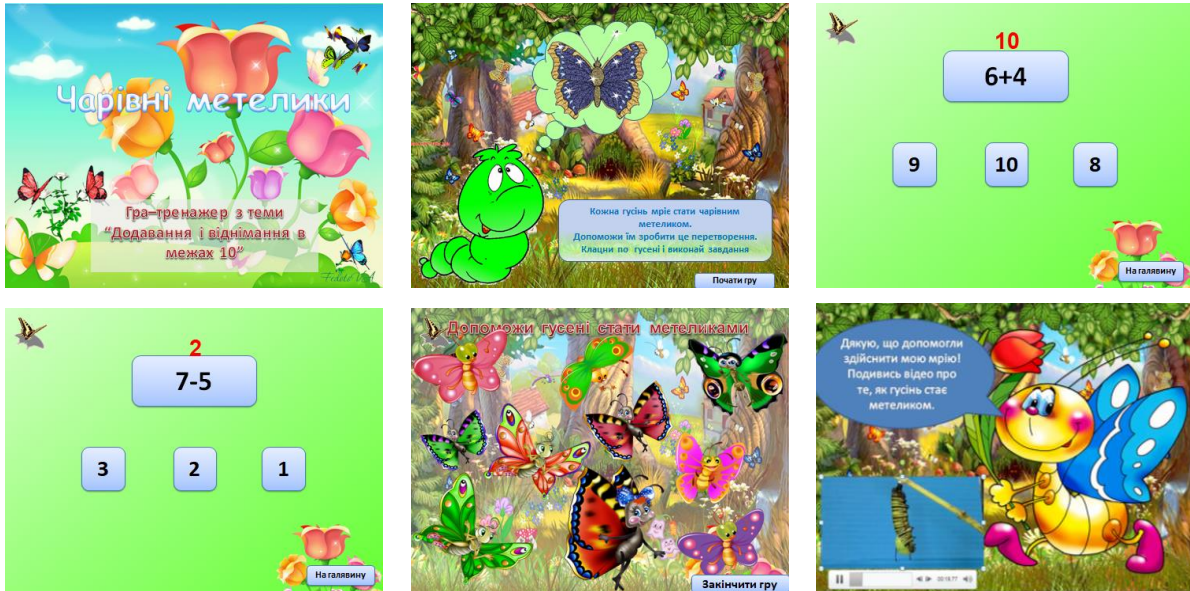 Чарівні метелики
Гра–тренажер з теми
“Додавання і віднімання в
межах 10”
Кожна гусінь мріє стати чарівним
метеликом.
Допоможи їм зробити це перетворення.
Клацни по гусені і виконай завдання
Почати гру
10
6+4
9 10 8
На галявину
2
7-5
3 2 1
На галявину
Допоможи гусені стати метеликами
Закінчити гру
Дякую, що допомогли
здійснити мою мрію!
Подивись відео про
те, як гусінь стає
метеликом.